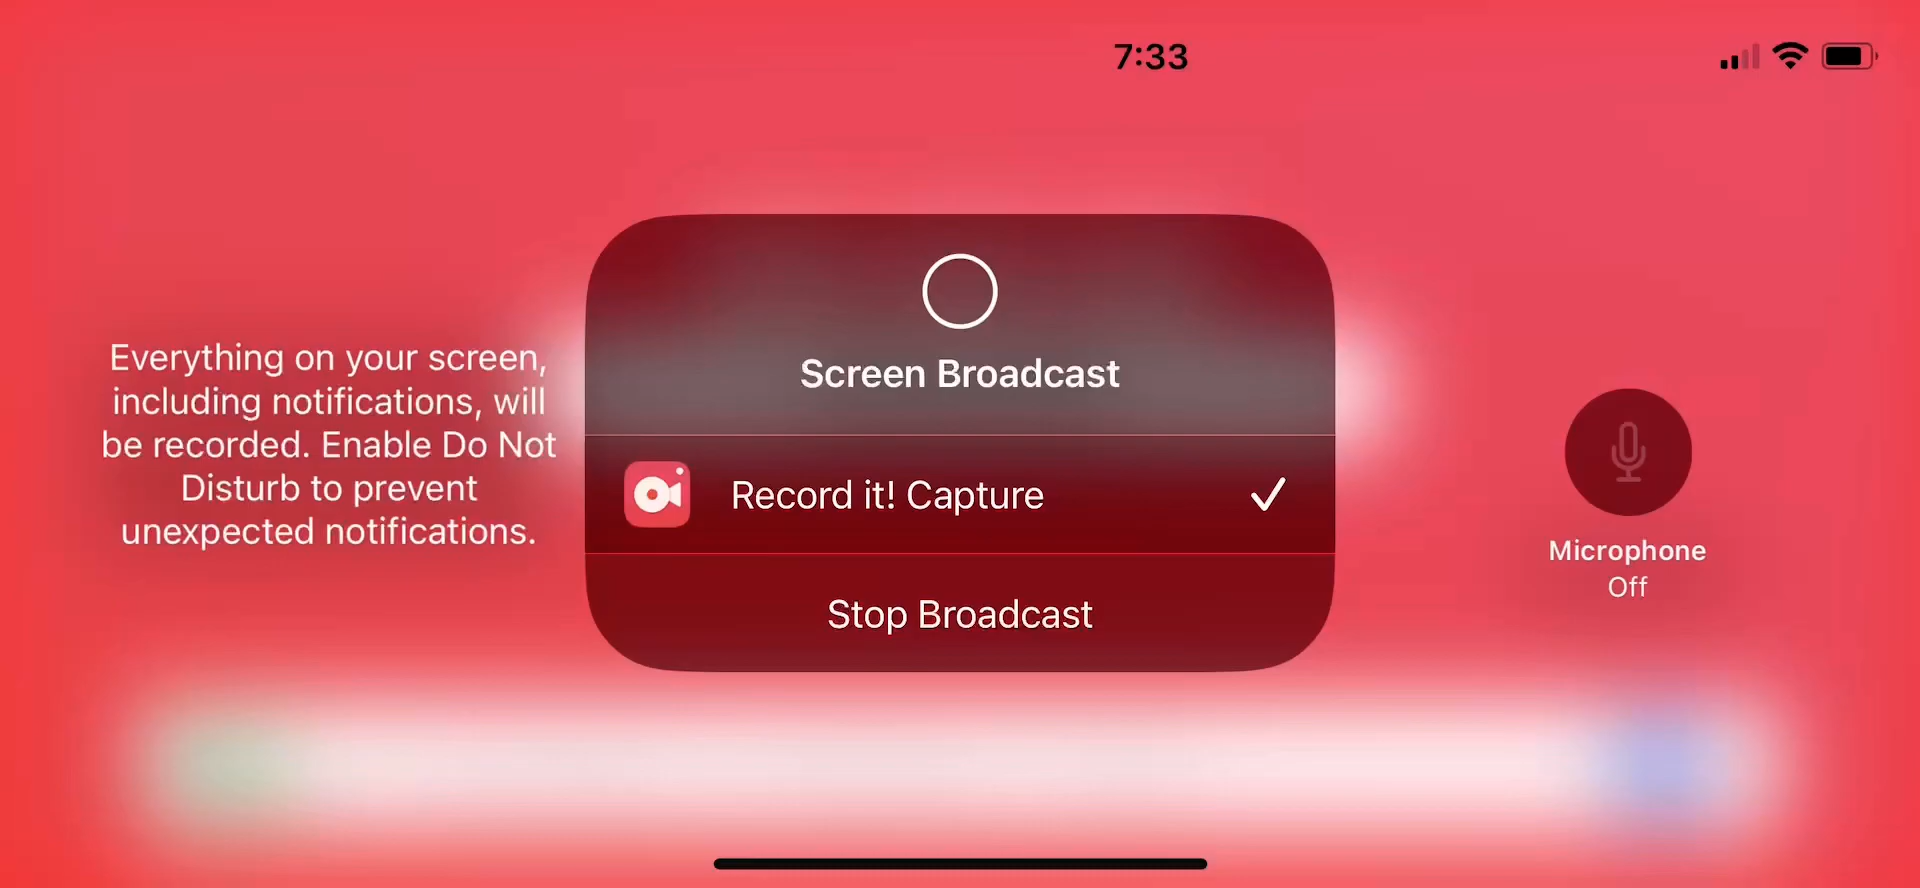 7:33
Everything on your screen,
including notifications, will
be recorded. Enable Do Not
Disturb to prevent
unexpected notifications.
Screen Broadcast
Record it! Capture
Stop Broadcast
Microphone
Off